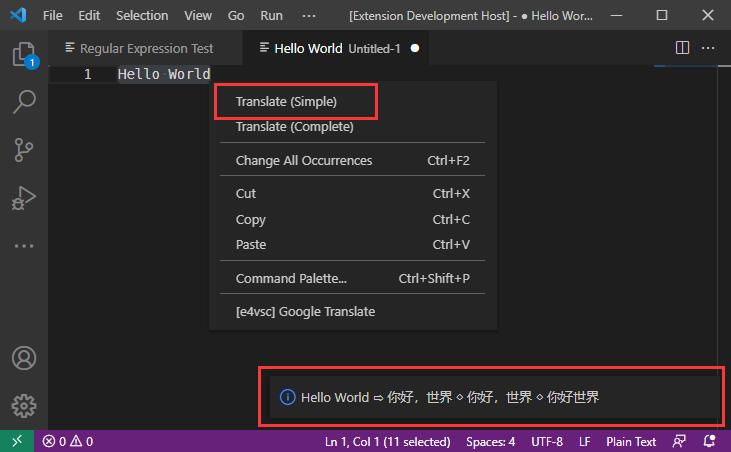 File Edit Selection View Go Run ··· [Extension Development Host] - ● Hello Wor...
Regular Expression Test Hello World Untitled-1 ●
1 Hello World
Translate (Simple)
Translate (Complete)
Change All Occurrences Ctrl+F2
Cut Ctrl+X
Copy Ctrl+C
Paste Ctrl+V
Command Palette... Ctrl+Shift+P
[e4vsc] Google Translate
Hello World ⇨ 你好，世界 ⋄ 你好，世界 ⋄ 你好世界
0 0 Ln 1, Col 1 (11 selected) Spaces: 4 UTF-8 LF Plain Text
1